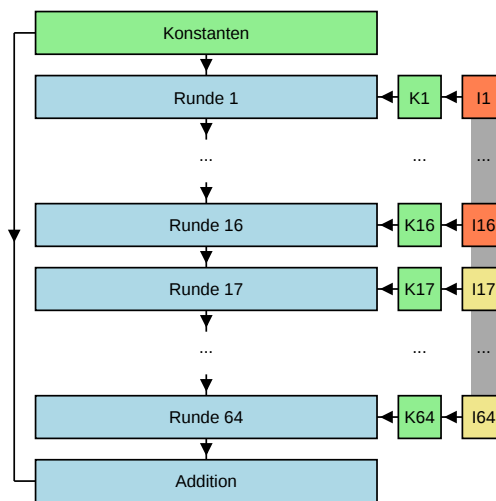 Konstanten
Runde 1 K1 I1
... ... ...
Runde 16 K16 I16
Runde 17 K17 I17
... ... ...
Runde 64 K64 I64
Addition